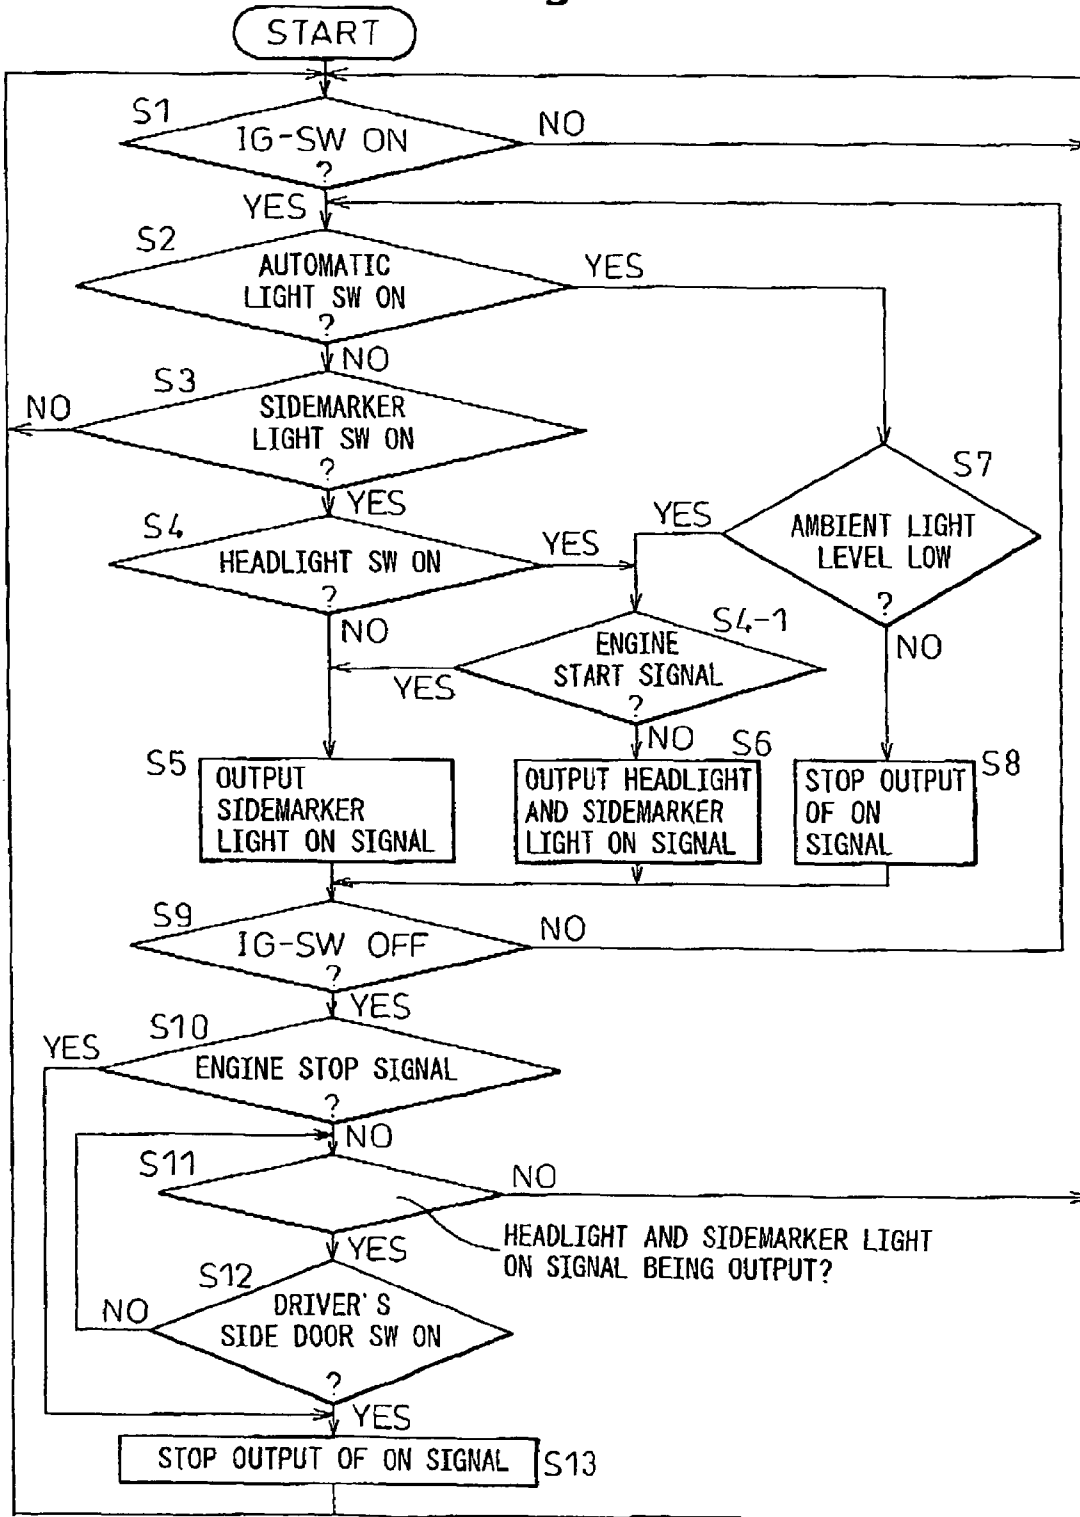 START
S1
IG-SW ON
?
NO
YES
S2
AUTOMATIC
LIGHT SW ON
?
YES
NO
S3
SIDEMARKER
LIGHT SW ON
?
NO
YES
S4
HEADLIGHT SW ON
?
YES
NO
S7
AMBIENT LIGHT
LEVEL LOW
?
YES
NO
S4-1
ENGINE
START SIGNAL
?
YES
NO
S5
OUTPUT
SIDEMARKER
LIGHT ON SIGNAL
S6
OUTPUT HEADLIGHT
AND SIDEMARKER
LIGHT ON SIGNAL
S8
STOP OUTPUT
OF ON
SIGNAL
S9
IG-SW OFF
?
NO
YES
S10
ENGINE STOP SIGNAL
?
YES
NO
S11
NO
YES
HEADLIGHT AND SIDEMARKER LIGHT
ON SIGNAL BEING OUTPUT?
S12
DRIVER'S
SIDE DOOR SW ON
?
NO
YES
STOP OUTPUT OF ON SIGNAL
S13